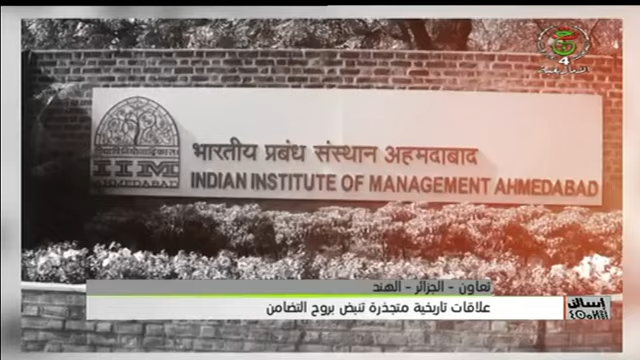 4
भारतीय प्रबंध संस्थान अहमदाबाद
IIM
AHMEDABAD
INDIAN INSTITUTE OF MANAGEMENT AHMEDABAD
تعاون - الجزائر - الهند
علاقات تاريخية متجذرة تنبض بروح التضامن